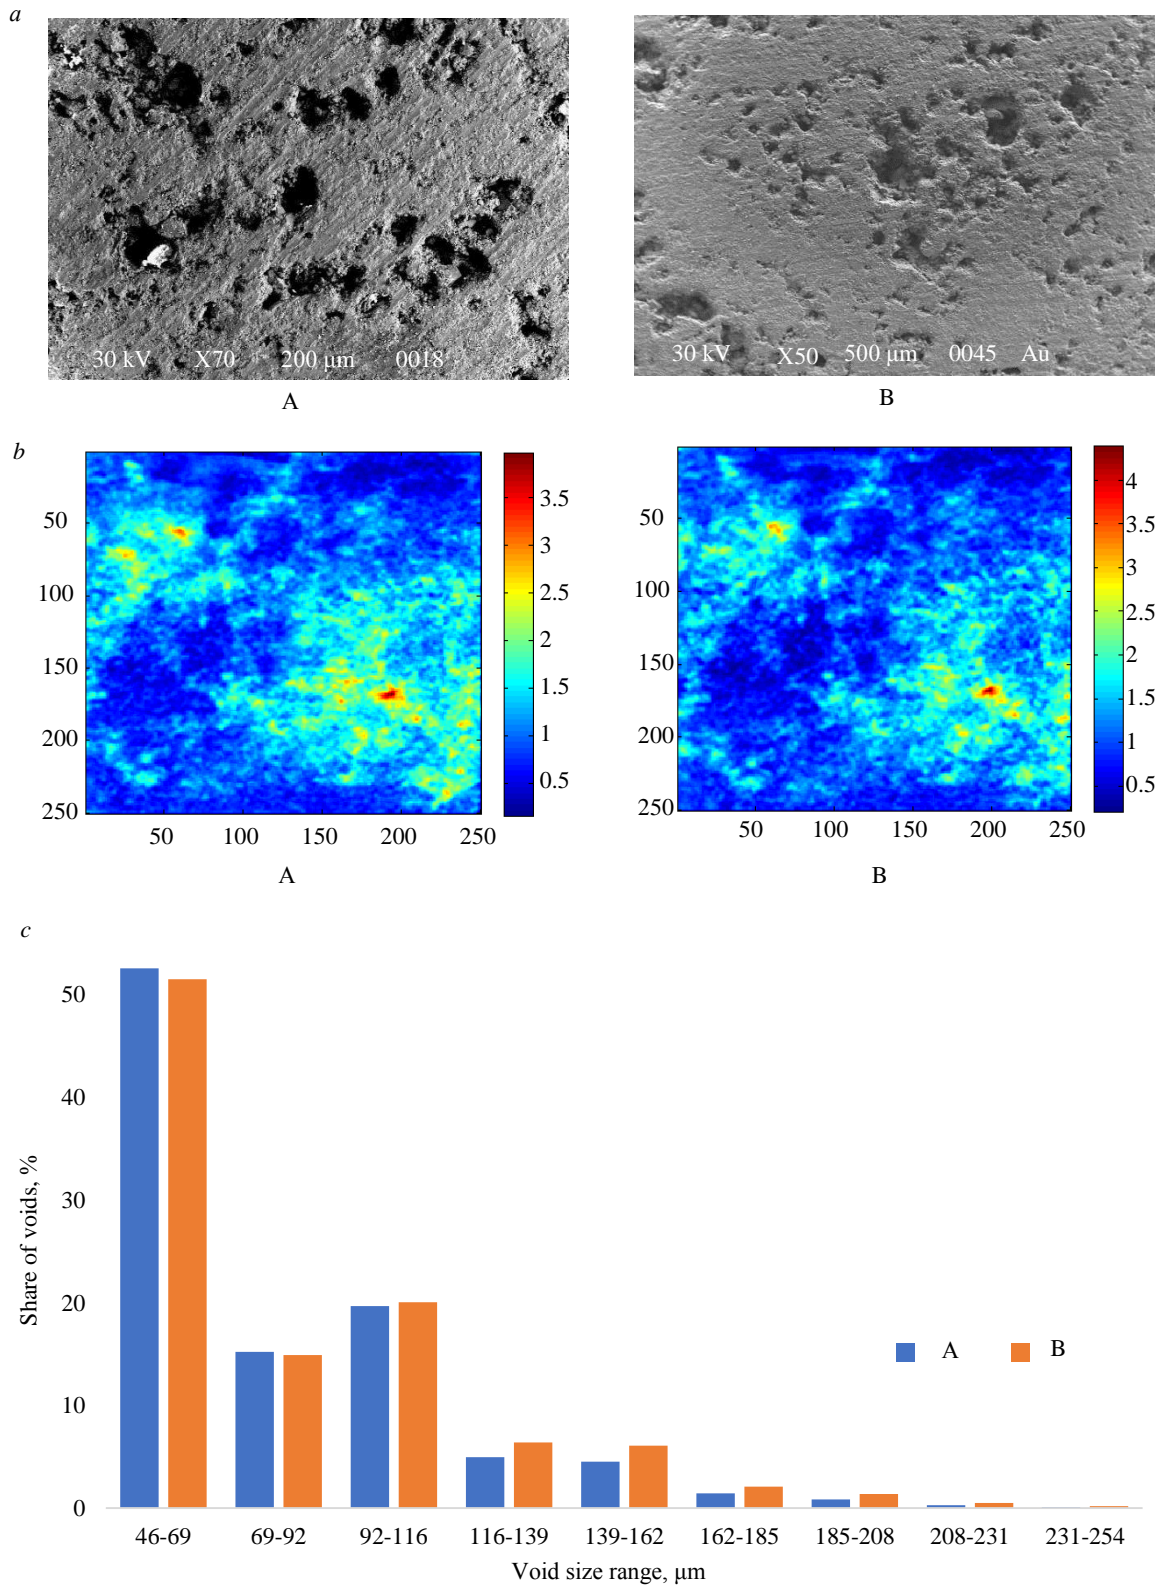 a
30 kV X70 200 μm 0018
A
30 kV X50 500 μm 0045 Au
B
b
50
100
150
200
250
50 100 150 200 250
3.5
3
2.5
2
1.5
1
0.5
A
50
100
150
200
250
50 100 150 200 250
4
3.5
3
2.5
2
1.5
1
0.5
B
c
Share of voids, %
50
40
30
20
10
0
A B
46-69 69-92 92-116 116-139 139-162 162-185 185-208 208-231 231-254
Void size range, μm